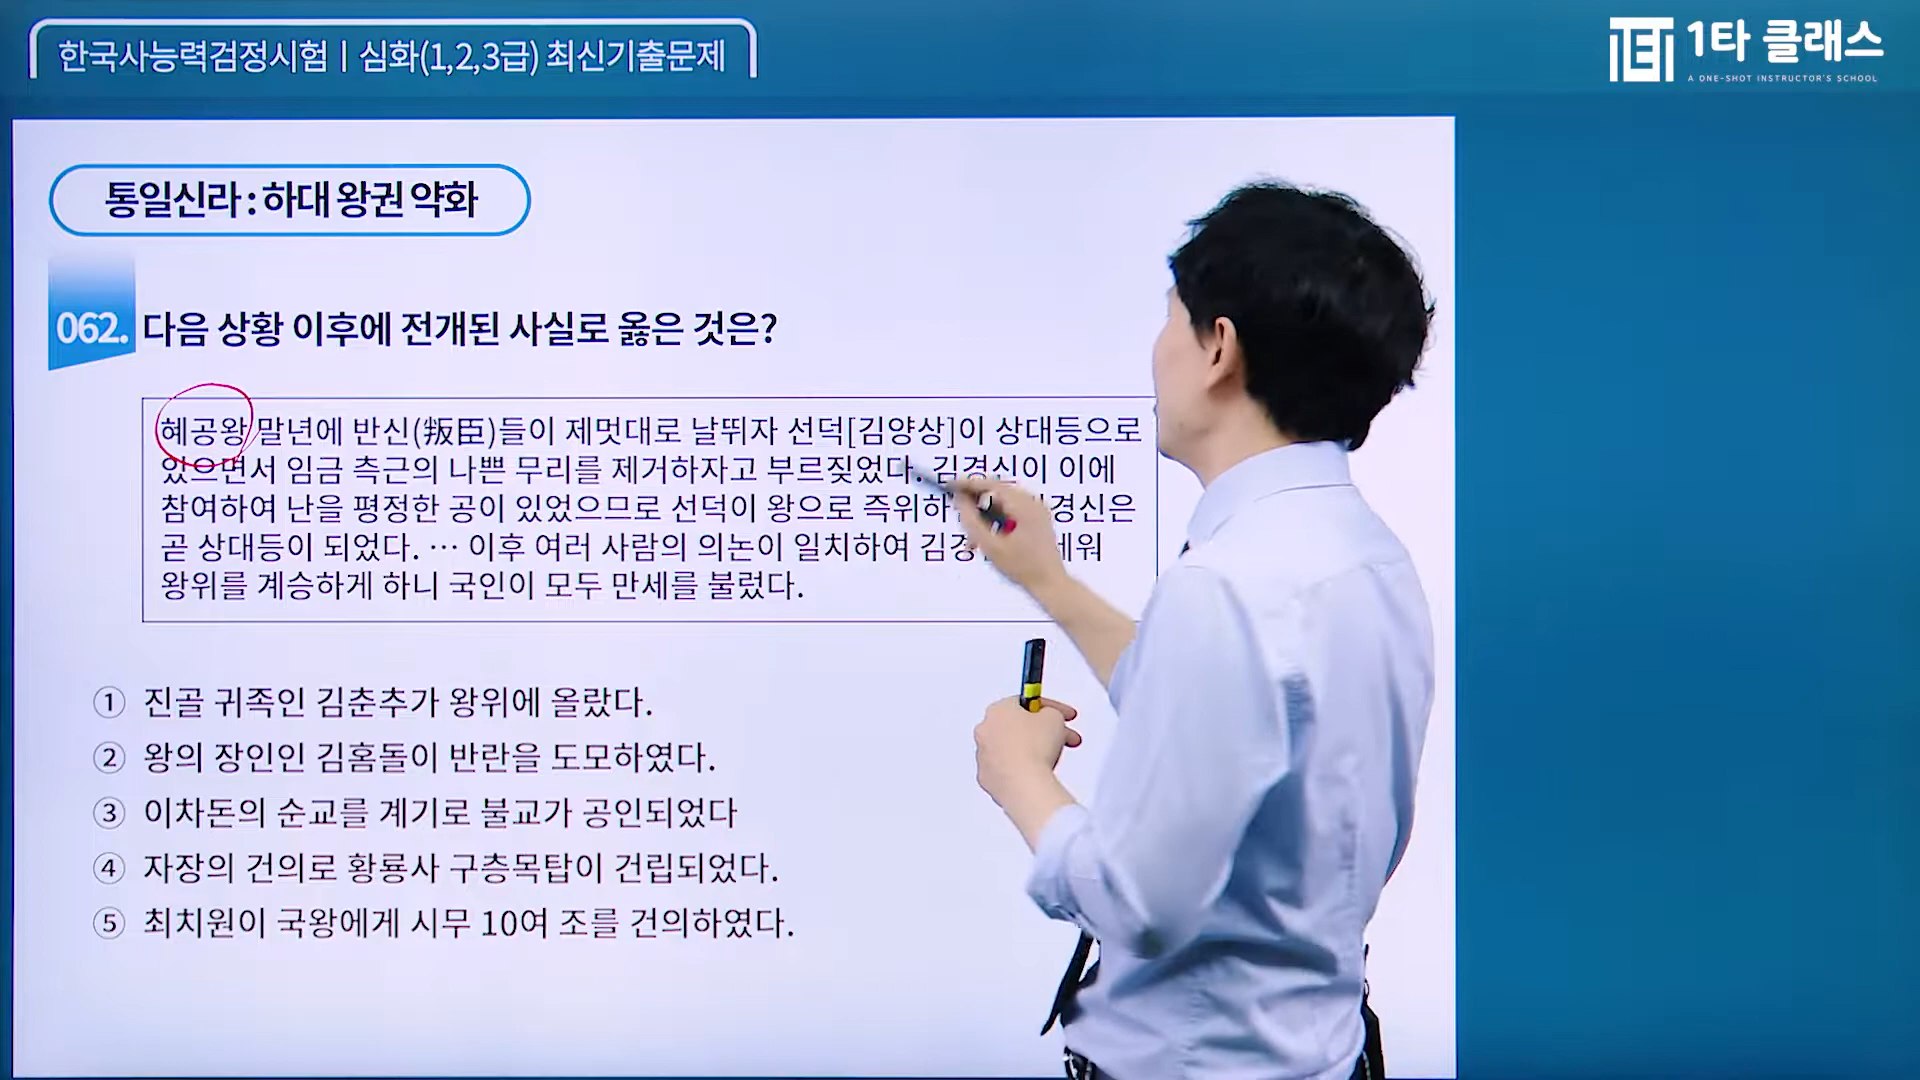 한국사능력검정시험 | 심화(1,2,3급) 최신기출문제
1타 클래스
A ONE-SHOT INSTRUCTOR'S SCHOOL
통일신라 : 하대 왕권 약화
062. 다음 상황 이후에 전개된 사실로 옳은 것은?
혜공왕 말년에 반신(叛臣)들이 제멋대로 날뛰자 선덕[김양상]이 상대등으로
있으면서 임금 측근의 나쁜 무리를 제거하자고 부르짖었다. 김경신이 이에
참여하여 난을 평정한 공이 있었으므로 선덕이 왕으로 경신은
곧 상대등이 되었다. … 이후 여러 사람의 의논이 일치하여 세워
왕위를 계승하게 하니 국인이 모두 만세를 불렀다.
① 진골 귀족인 김춘추가 왕위에 올랐다.
② 왕의 장인인 김흠돌이 반란을 도모하였다.
③ 이차돈의 순교를 계기로 불교가 공인되었다
④ 자장의 건의로 황룡사 구층목탑이 건립되었다.
⑤ 최치원이 국왕에게 시무 10여 조를 건의하였다.